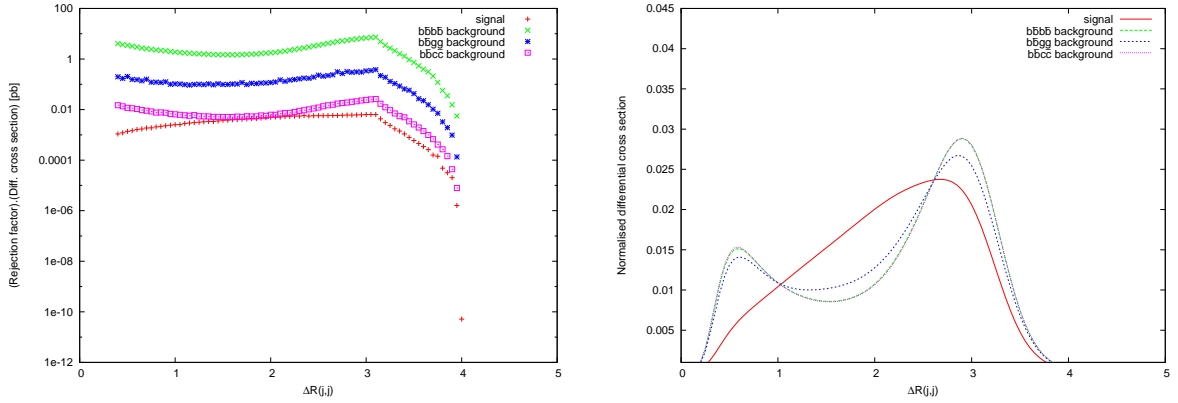 100
1
0.01
0.0001
1e-06
1e-08
1e-10
1e-12
0
1
2
3
4
5
(Rejection factor),(Diff. cross section) [pb]
ΔR(j,j)
signal
bb̄bb̄ background
bb̄gg background
bb̄cc background
0.045
0.04
0.035
0.03
0.025
0.02
0.015
0.01
0.005
0
1
2
3
4
5
Normalised differential cross section
ΔR(j,j)
signal
bb̄bb̄ background
bb̄gg background
bb̄cc background